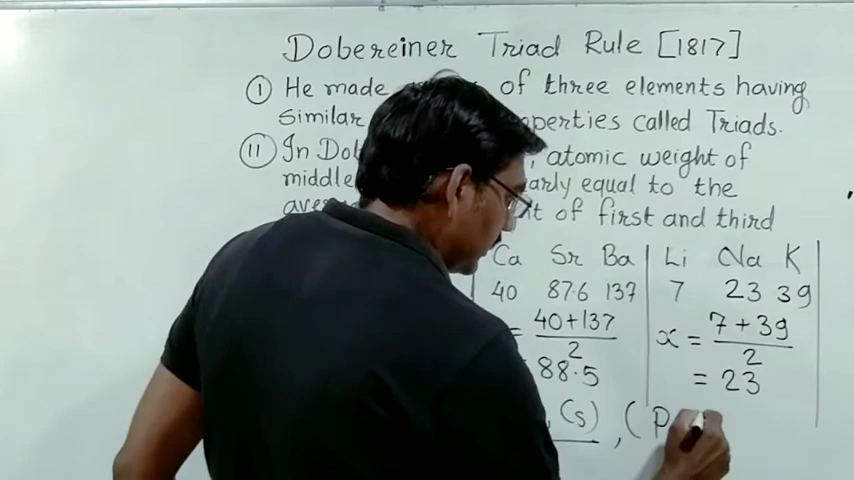 Dobereiner Triad Rule [1817]
① He made of three elements having
similar operties called Triads.
⑪ In Dob , atomic weight of
middle arly equal to the
ave t of first and third
Ca Sr Ba Li Na K
40 87.6 137 7 23 39
= 40+137 / 2 x = 7+39 / 2
88.5 = 23
, (s) , ( P